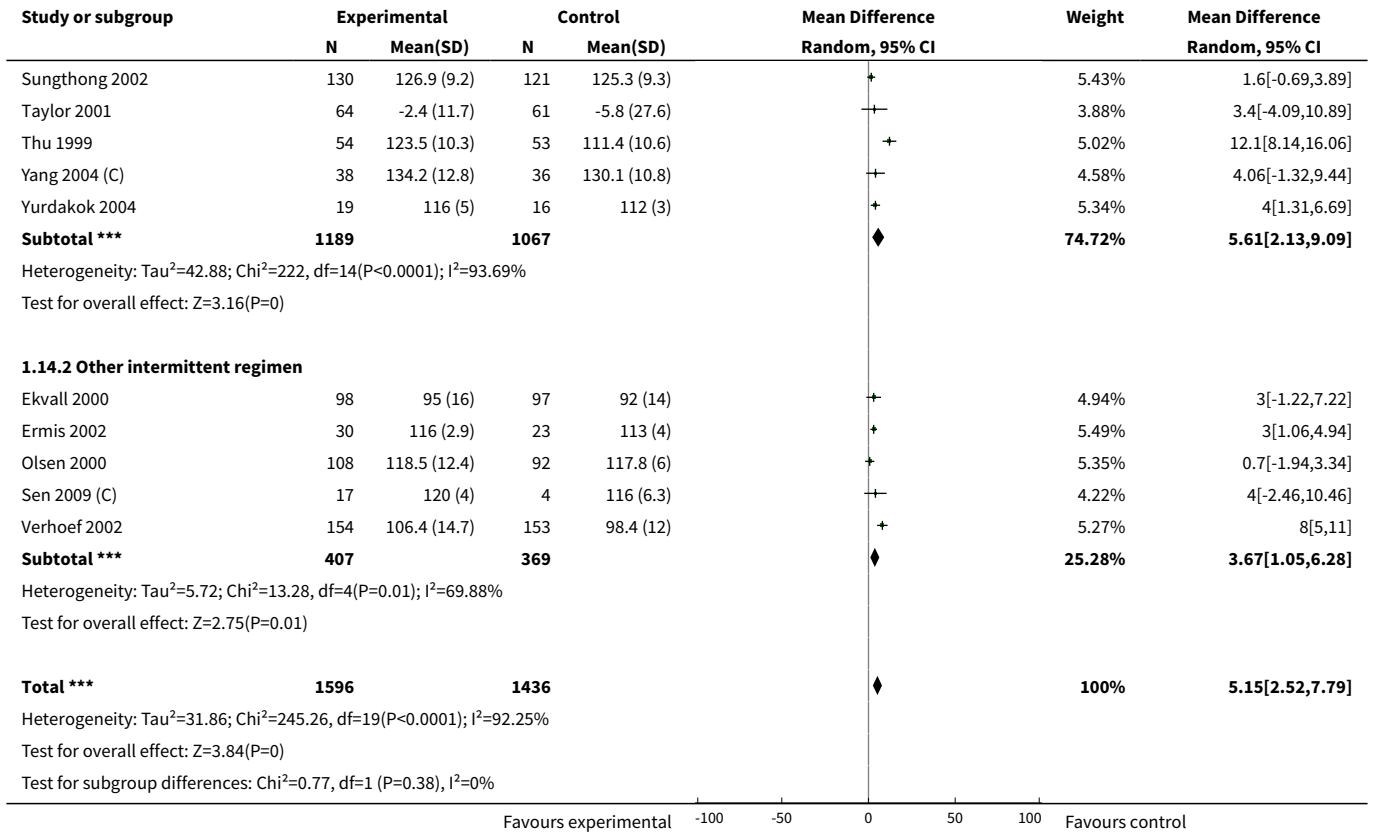 Study or subgroup Experimental Control Mean Difference Weight Mean Difference
N Mean(SD) N Mean(SD) Random, 95% CI Random, 95% CI
Sungthong 2002 130 126.9 (9.2) 121 125.3 (9.3) 5.43% 1.6[-0.69,3.89]
Taylor 2001 64 -2.4 (11.7) 61 -5.8 (27.6) 3.88% 3.4[-4.09,10.89]
Thu 1999 54 123.5 (10.3) 53 111.4 (10.6) 5.02% 12.1[8.14,16.06]
Yang 2004 (C) 38 134.2 (12.8) 36 130.1 (10.8) 4.58% 4.06[-1.32,9.44]
Yurdakok 2004 19 116 (5) 16 112 (3) 5.34% 4[1.31,6.69]
Subtotal *** 1189 1067 74.72% 5.61[2.13,9.09]
Heterogeneity: Tau²=42.88; Chi²=222, df=14(P<0.0001); I²=93.69%
Test for overall effect: Z=3.16(P=0)
1.14.2 Other intermittent regimen
Ekvall 2000 98 95 (16) 97 92 (14) 4.94% 3[-1.22,7.22]
Ermis 2002 30 116 (2.9) 23 113 (4) 5.49% 3[1.06,4.94]
Olsen 2000 108 118.5 (12.4) 92 117.8 (6) 5.35% 0.7[-1.94,3.34]
Sen 2009 (C) 17 120 (4) 4 116 (6.3) 4.22% 4[-2.46,10.46]
Verhoef 2002 154 106.4 (14.7) 153 98.4 (12) 5.27% 8[5,11]
Subtotal *** 407 369 25.28% 3.67[1.05,6.28]
Heterogeneity: Tau²=5.72; Chi²=13.28, df=4(P=0.01); I²=69.88%
Test for overall effect: Z=2.75(P=0.01)
Total *** 1596 1436 100% 5.15[2.52,7.79]
Heterogeneity: Tau²=31.86; Chi²=245.26, df=19(P<0.0001); I²=92.25%
Test for overall effect: Z=3.84(P=0)
Test for subgroup differences: Chi²=0.77, df=1 (P=0.38), I²=0%
Favours experimental -100 -50 0 50 100 Favours control